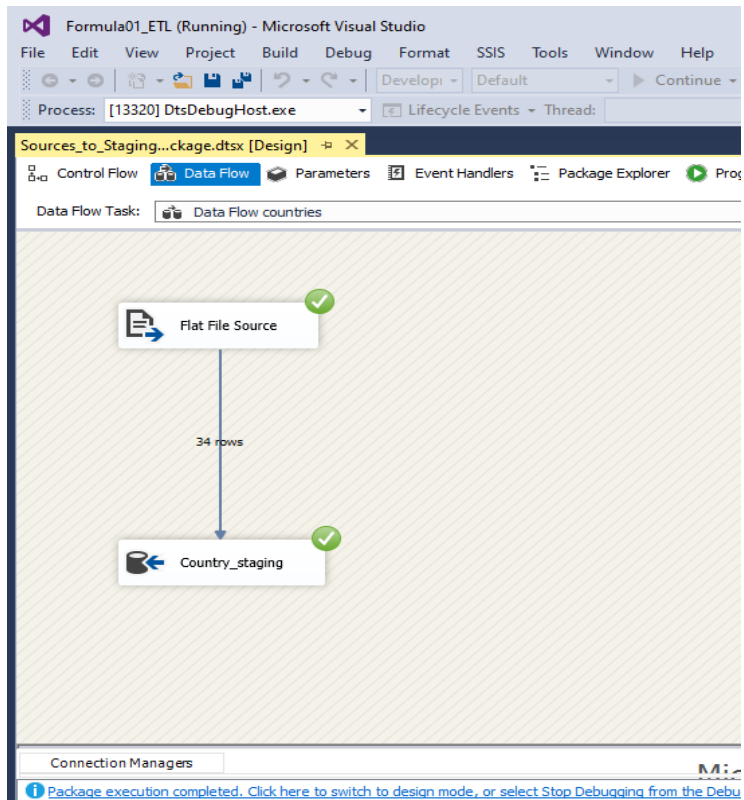 Formula01_ETL (Running) - Microsoft Visual Studio
File Edit View Project Build Debug Format SSIS Tools Window Help
Developi Default Continue
Process: [13320] DtsDebugHost.exe Lifecycle Events Thread:
Sources_to_Staging...ckage.dtsx [Design]
Control Flow Data Flow Parameters Event Handlers Package Explorer Prog
Data Flow Task: Data Flow countries
Flat File Source
34 rows
Country_staging
Connection Managers
Package execution completed. Click here to switch to design mode, or select Stop Debugging from the Debu